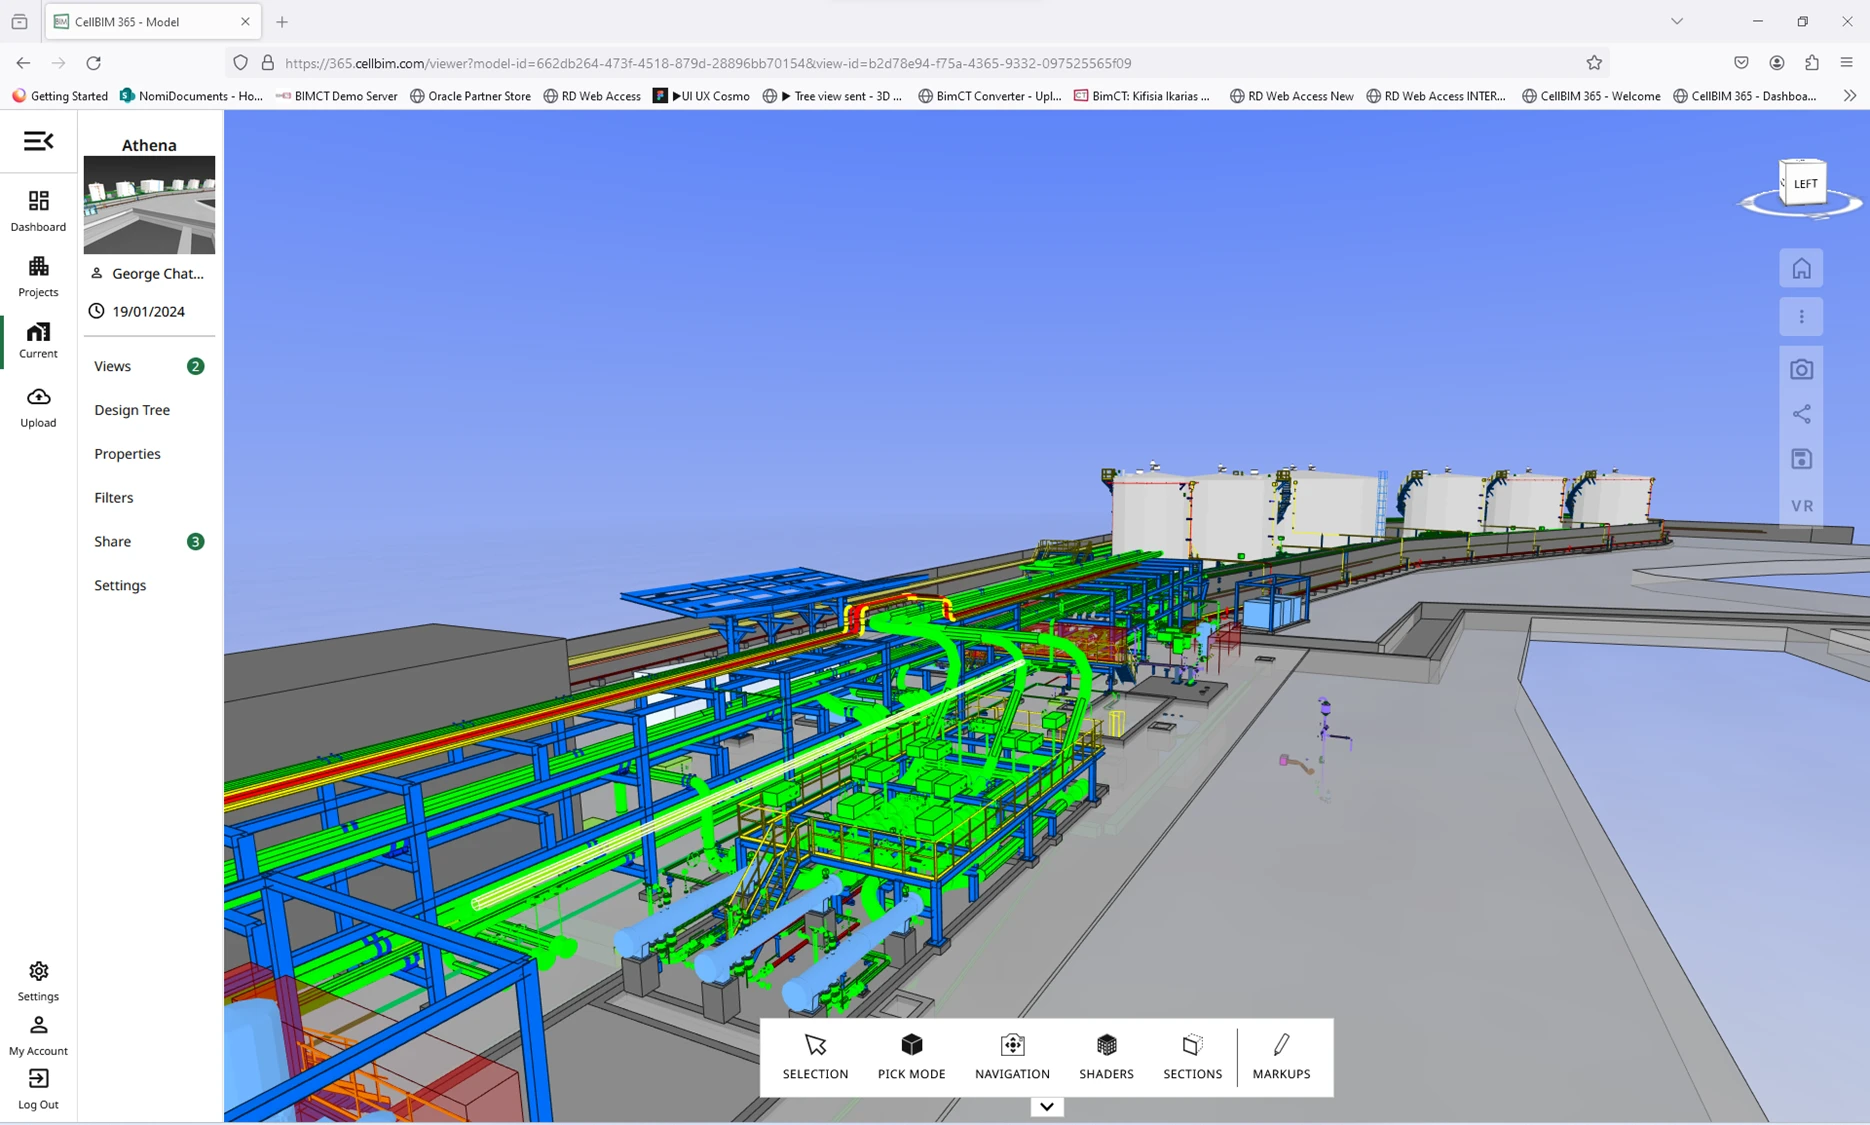 CellBIM 365 - Model
https://365.cellbim.com/viewer?model-id=662db264-473f-4518-879d-28896bb70154&view-id=b2d78e94-f75a-4365-9332-097525565f09
Getting Started
NomiDocuments - Ho...
BIMCT Demo Server
Oracle Partner Store
RD Web Access
▶UI UX Cosmo
▶ Tree view sent - 3D ...
BimCT Converter - Upl...
BimCT: Kifisia Ikarias ...
RD Web Access New
RD Web Access INTER...
CellBIM 365 - Welcome
CellBIM 365 - Dashboa...
Dashboard
Projects
Current
Upload
Settings
My Account
Log Out
Athena
George Chat...
19/01/2024
Views 2
Design Tree
Properties
Filters
Share 3
Settings
LEFT
VR
SELECTION
PICK MODE
NAVIGATION
SHADERS
SECTIONS
MARKUPS